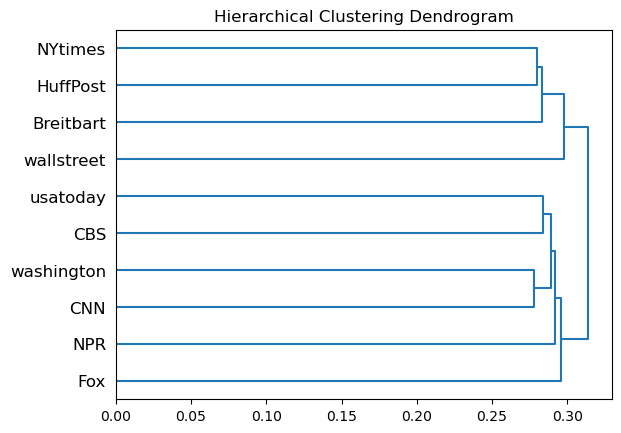 Hierarchical Clustering Dendrogram
NYtimes
HuffPost
Breitbart
wallstreet
usatoday
CBS
washington
CNN
NPR
Fox
0.00 0.05 0.10 0.15 0.20 0.25 0.30